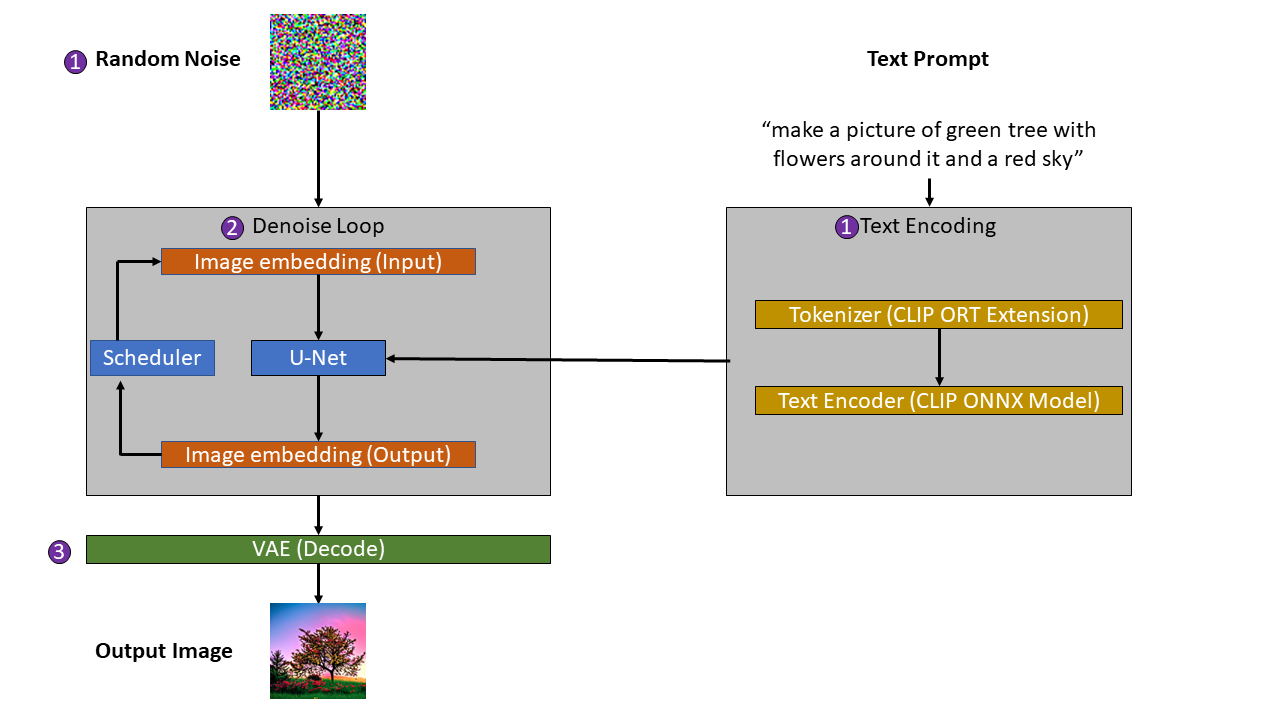 1 Random Noise
Text Prompt
“make a picture of green tree with
flowers around it and a red sky”
2 Denoise Loop
Image embedding (Input)
Scheduler
U-Net
Image embedding (Output)
1 Text Encoding
Tokenizer (CLIP ORT Extension)
Text Encoder (CLIP ONNX Model)
3 VAE (Decode)
Output Image